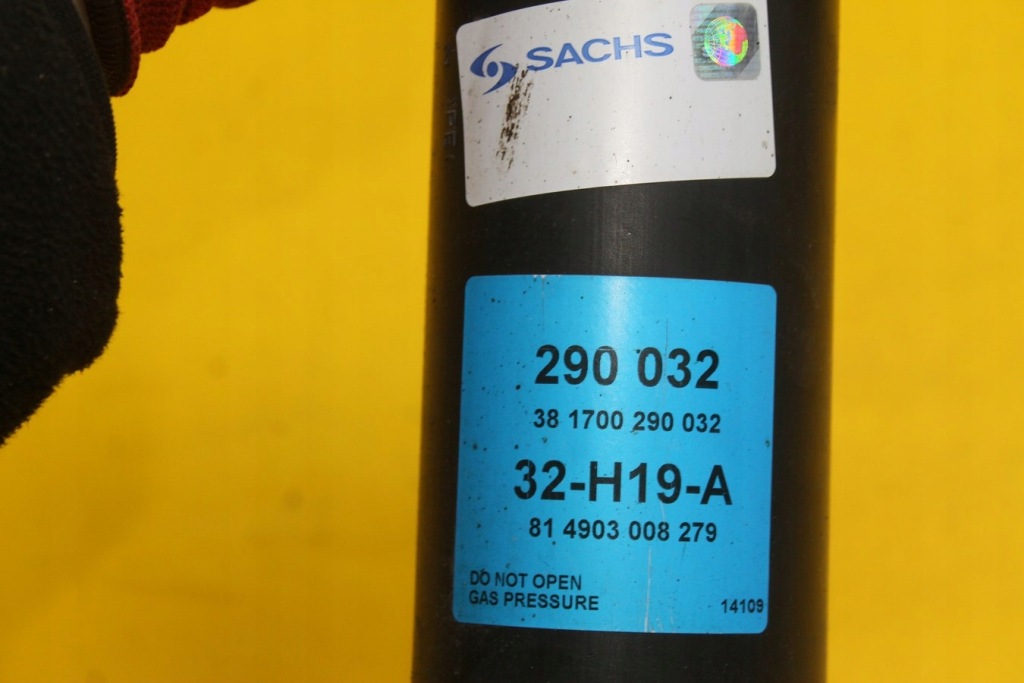 SACHS
290 032
38 1700 290 032
32-H19-A
81 4903 008 279
DO NOT OPEN
GAS PRESSURE
14109